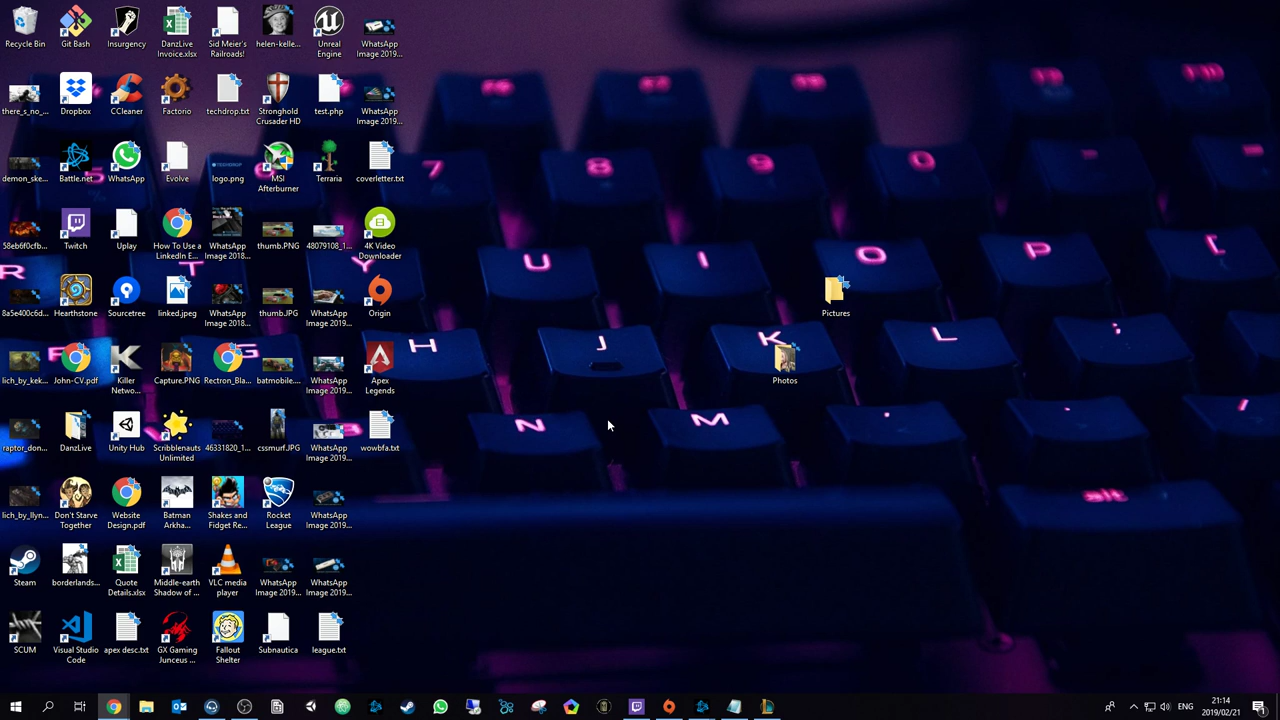 Recycle Bin
Git Bash
Insurgency
DanzLive
Invoice.xlsx
Sid Meier's
Railroads!
helen-kelle...
Unreal
Engine
WhatsApp
Image 2019...
there_s_no_...
Dropbox
CCleaner
Factorio
techdrop.txt
Stronghold
Crusader HD
test.php
WhatsApp
Image 2019...
demon_ske...
Battle.net
WhatsApp
Evolve
logo.png
MSI
Afterburner
Terraria
coverletter.txt
58eb6f0cfb...
Twitch
Uplay
How To Use a
LinkedIn E...
WhatsApp
Image 2018...
thumb.PNG
48079108_1...
4K Video
Downloader
8a5e400c6d...
Hearthstone
Sourcetree
linked.jpeg
WhatsApp
Image 2018...
thumb.JPG
WhatsApp
Image 2019...
Origin
Pictures
lich_by_kek...
John-CV.pdf
Killer
Netwo...
Capture.PNG
Rectron_Bla...
batmobile....
WhatsApp
Image 2019...
Apex
Legends
Photos
raptor_don...
DanzLive
Unity Hub
Scribblenauts
Unlimited
46331820_1...
cssmurf.JPG
WhatsApp
Image 2019...
wowbfa.txt
lich_by_llyn...
Don't Starve
Together
Website
Design.pdf
Batman
Arkha...
Shakes and
Fidget Re...
Rocket
League
WhatsApp
Image 2019...
Steam
borderlands...
Quote
Details.xlsx
Middle-earth
Shadow of ...
VLC media
player
WhatsApp
Image 2019...
WhatsApp
Image 2019...
SCUM
Visual Studio
Code
apex desc.txt
GX Gaming
Junceus ...
Fallout
Shelter
Subnautica
league.txt
7
8
9
0
R
T
Y
U
I
O
P
[
F
G
H
J
K
L
;
B
N
M
alt
ENG
21:14
2019/02/21